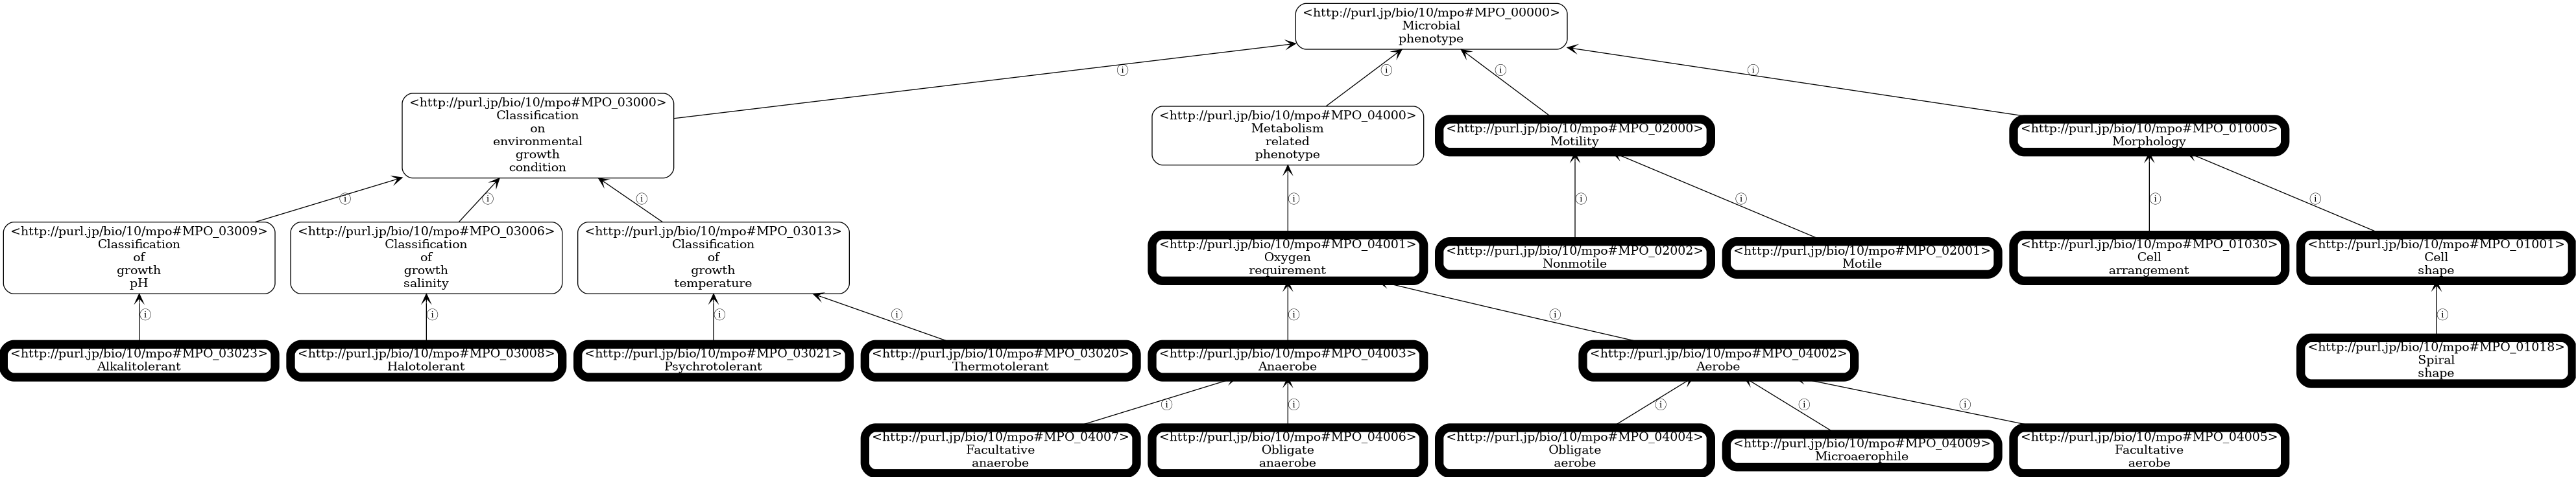 <http://purl.jp/bio/10/mpo#MPO_00000>
Microbial
phenotype
ⓘ
ⓘ
ⓘ
ⓘ
<http://purl.jp/bio/10/mpo#MPO_03000>
Classification
on
environmental
growth
condition
<http://purl.jp/bio/10/mpo#MPO_04000>
Metabolism
related
phenotype
<http://purl.jp/bio/10/mpo#MPO_02000>
Motility
<http://purl.jp/bio/10/mpo#MPO_01000>
Morphology
ⓘ
ⓘ
ⓘ
ⓘ
ⓘ
ⓘ
ⓘ
ⓘ
<http://purl.jp/bio/10/mpo#MPO_03009>
Classification
of
growth
pH
<http://purl.jp/bio/10/mpo#MPO_03006>
Classification
of
growth
salinity
<http://purl.jp/bio/10/mpo#MPO_03013>
Classification
of
growth
temperature
<http://purl.jp/bio/10/mpo#MPO_04001>
Oxygen
requirement
<http://purl.jp/bio/10/mpo#MPO_02002>
Nonmotile
<http://purl.jp/bio/10/mpo#MPO_02001>
Motile
<http://purl.jp/bio/10/mpo#MPO_01030>
Cell
arrangement
<http://purl.jp/bio/10/mpo#MPO_01001>
Cell
shape
ⓘ
ⓘ
ⓘ
ⓘ
ⓘ
ⓘ
ⓘ
<http://purl.jp/bio/10/mpo#MPO_03023>
Alkalitolerant
<http://purl.jp/bio/10/mpo#MPO_03008>
Halotolerant
<http://purl.jp/bio/10/mpo#MPO_03021>
Psychrotolerant
<http://purl.jp/bio/10/mpo#MPO_03020>
Thermotolerant
<http://purl.jp/bio/10/mpo#MPO_04003>
Anaerobe
<http://purl.jp/bio/10/mpo#MPO_04002>
Aerobe
<http://purl.jp/bio/10/mpo#MPO_01018>
Spiral
shape
ⓘ
ⓘ
ⓘ
ⓘ
ⓘ
<http://purl.jp/bio/10/mpo#MPO_04007>
Facultative
anaerobe
<http://purl.jp/bio/10/mpo#MPO_04006>
Obligate
anaerobe
<http://purl.jp/bio/10/mpo#MPO_04004>
Obligate
aerobe
<http://purl.jp/bio/10/mpo#MPO_04009>
Microaerophile
<http://purl.jp/bio/10/mpo#MPO_04005>
Facultative
aerobe